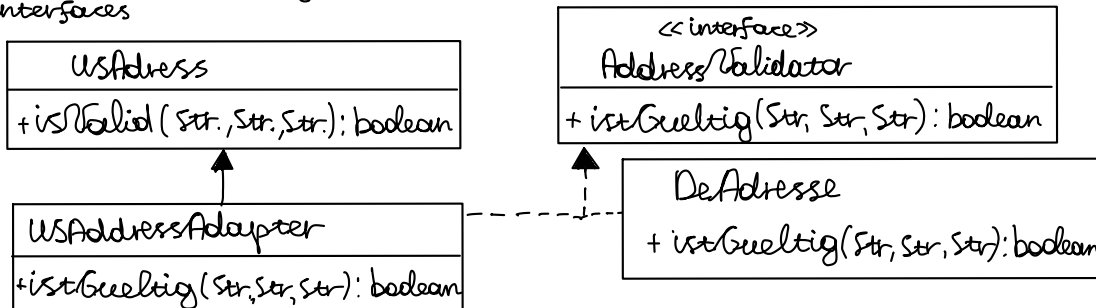 nterfaces
USAdress
+ isValid(Str.,Str.,Str.): boolean
<<interface>>
AddressValidator
+ istGueltig(Str, Str, Str): boolean
USAddressAdapter
+istGueltig(Str,Str,Str): boolean
DeAdresse
+ istGueltig(Str,Str,Str): boolean